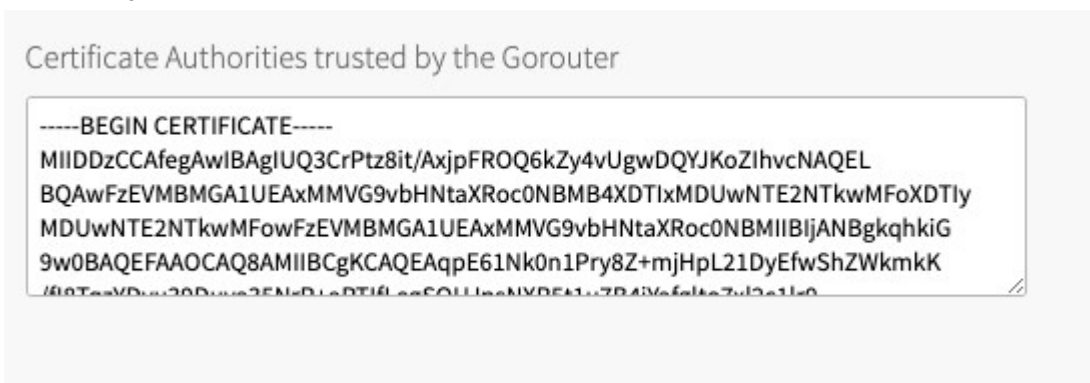 Certificate Authorities trusted by the Gorouter
-----BEGIN CERTIFICATE-----
MIIDDzCCAfegAwIBAgIUQ3CrPtz8it/AxjpFROQ6kZy4vUgwDQYJKoZIhvcNAQEL
BQAwFzEVMBMGA1UEAxMMVG9vbHNtaXRoc0NBMB4XDTIxMDUwNTE2NTkwMFoXDTIy
MDUwNTE2NTkwMFowFzEVMBMGA1UEAxMMVG9vbHNtaXRoc0NBMIIBIjANBgkqhkiG
9w0BAQEFAAOCAQ8AMIIBCgKCAQEAqpE61Nk0n1Pry8Z+mjHpL21DyEfwShZWkmkK